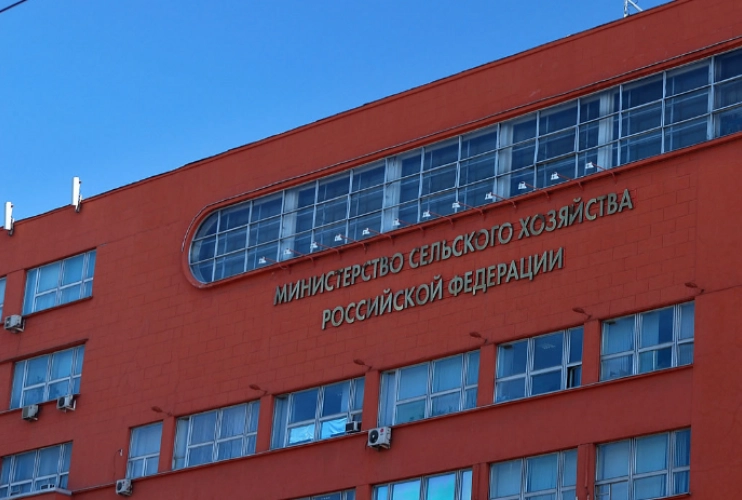 МИНИСТЕРСТВО СЕЛЬСКОГО ХОЗЯЙСТВА
РОССИЙСКОЙ ФЕДЕРАЦИИ